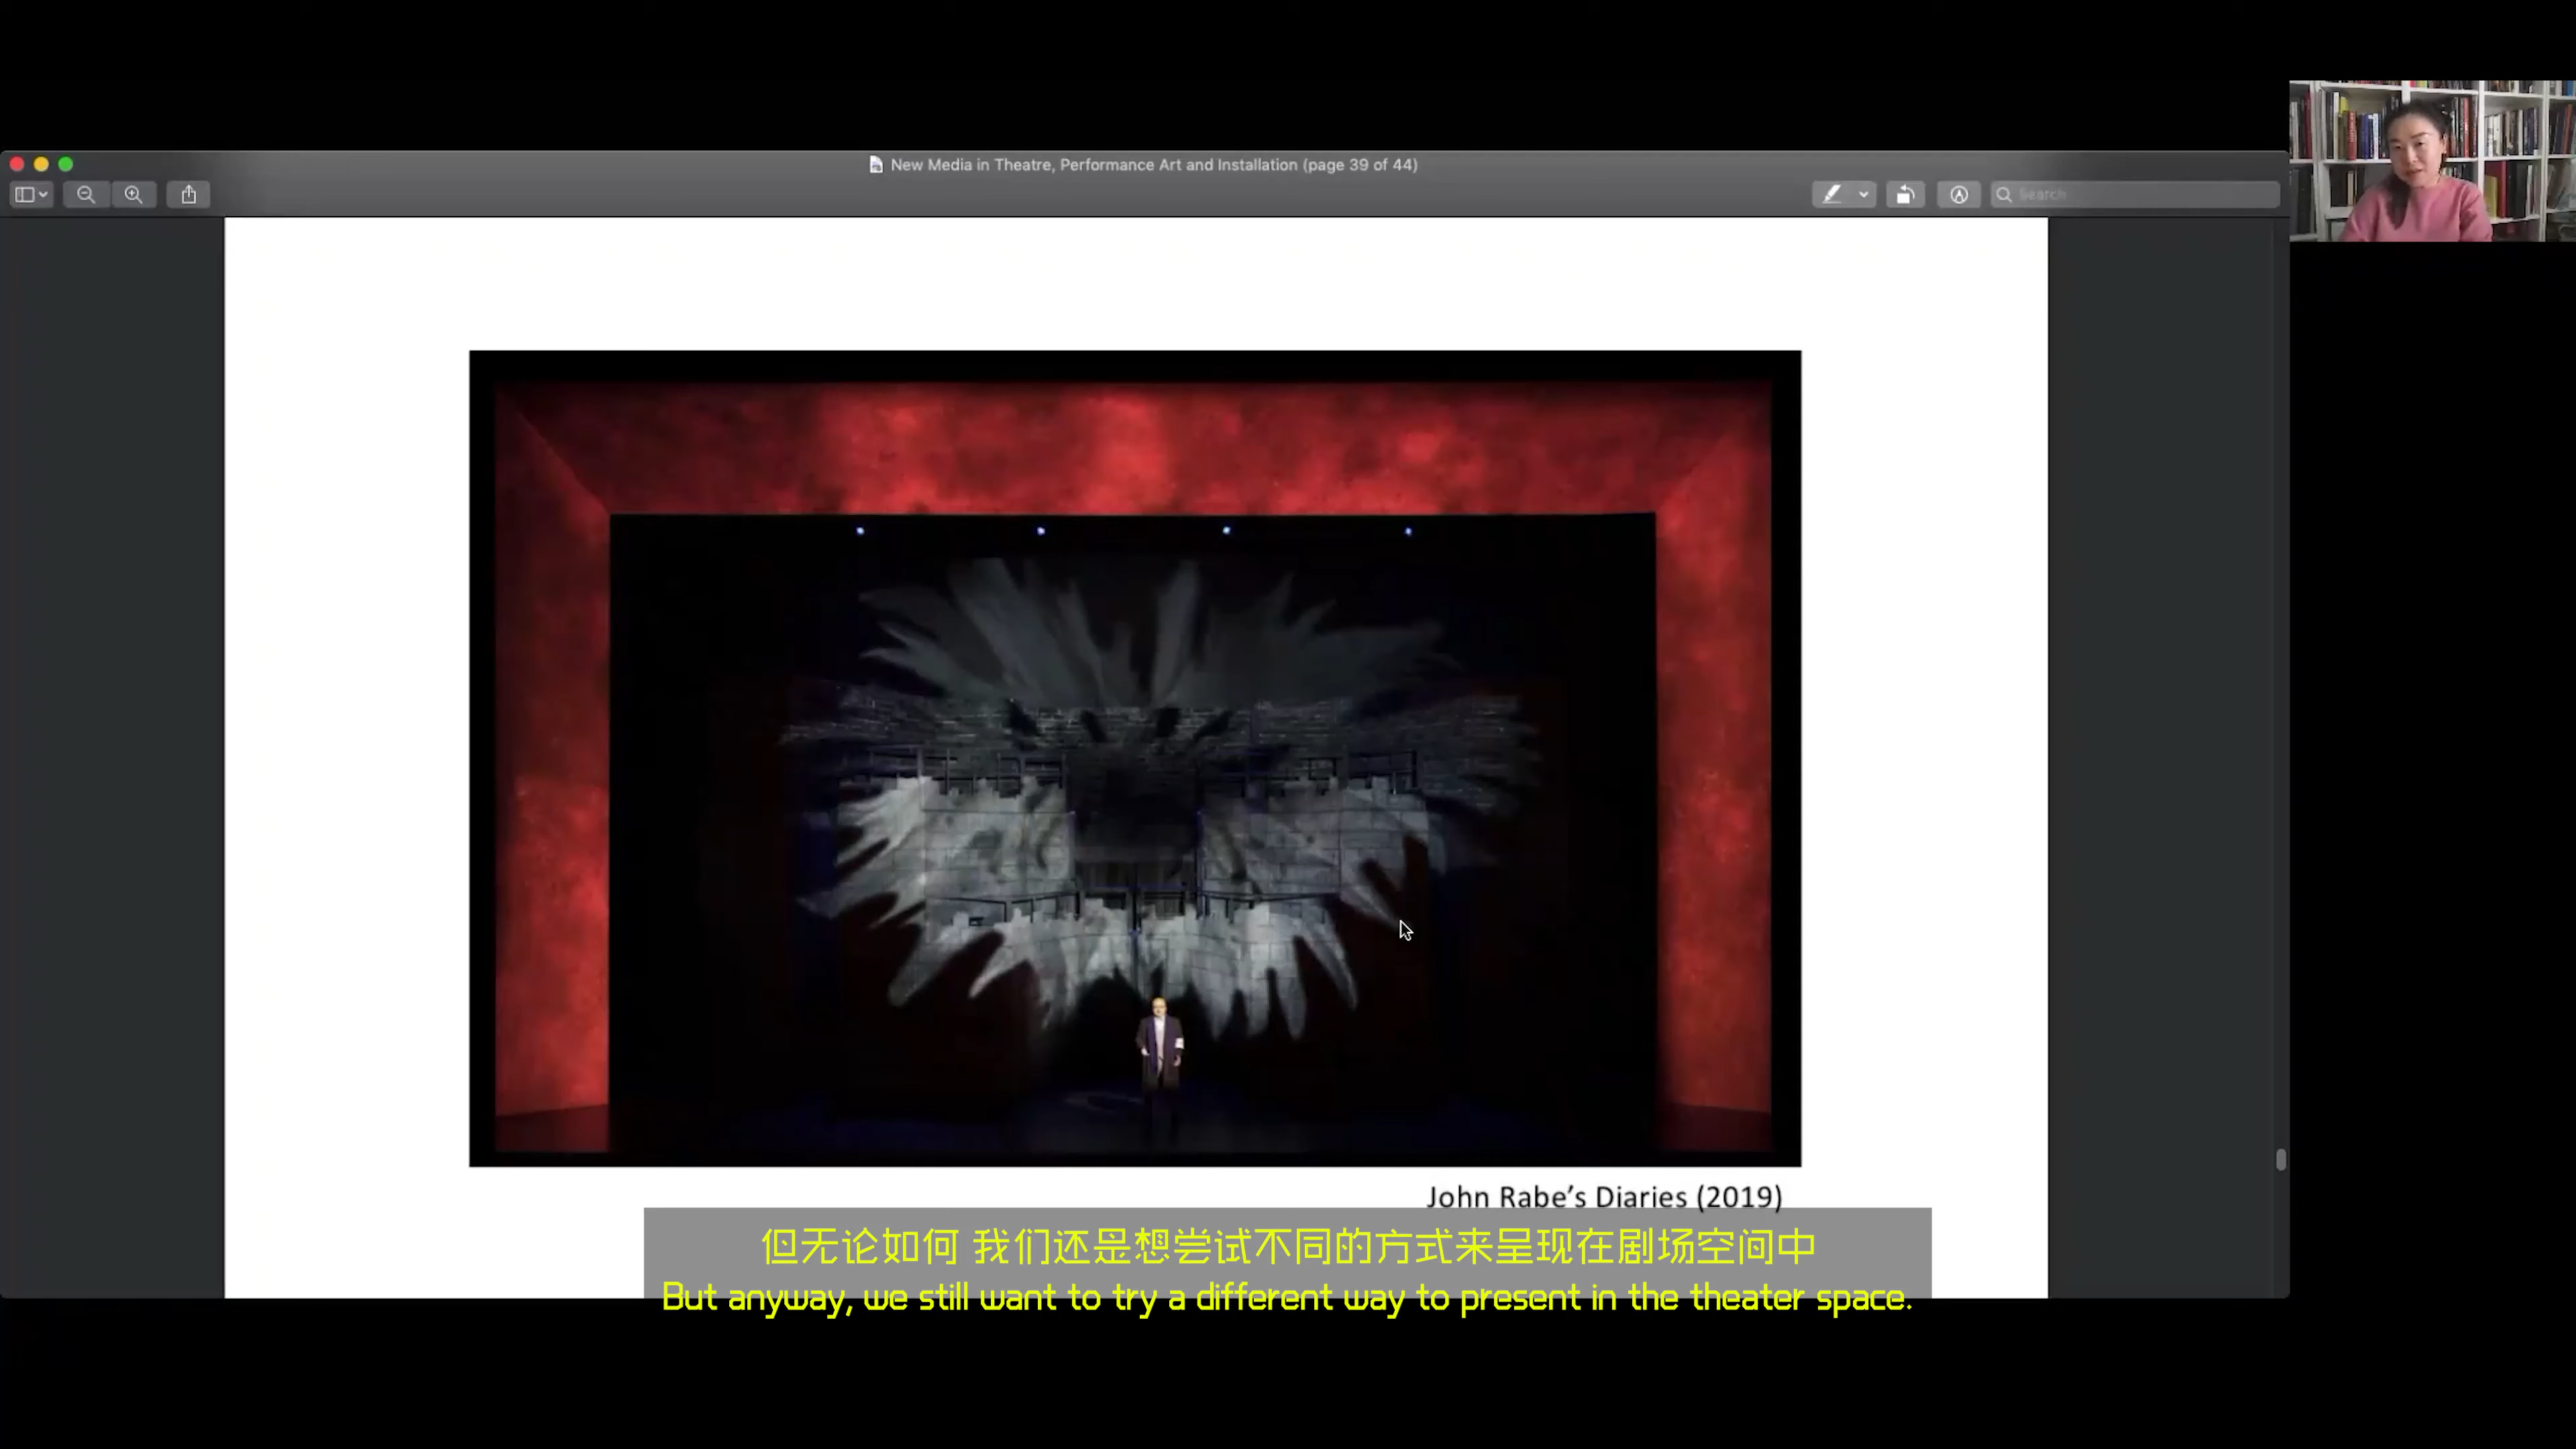 New Media in Theatre, Performance Art and Installation (page 39 of 44)
Search
John Rabe's Diaries (2019)
但无论如何 我们还是想尝试不同的方式来呈现在剧场空间中
But anyway, we still want to try a different way to present in the theater space.